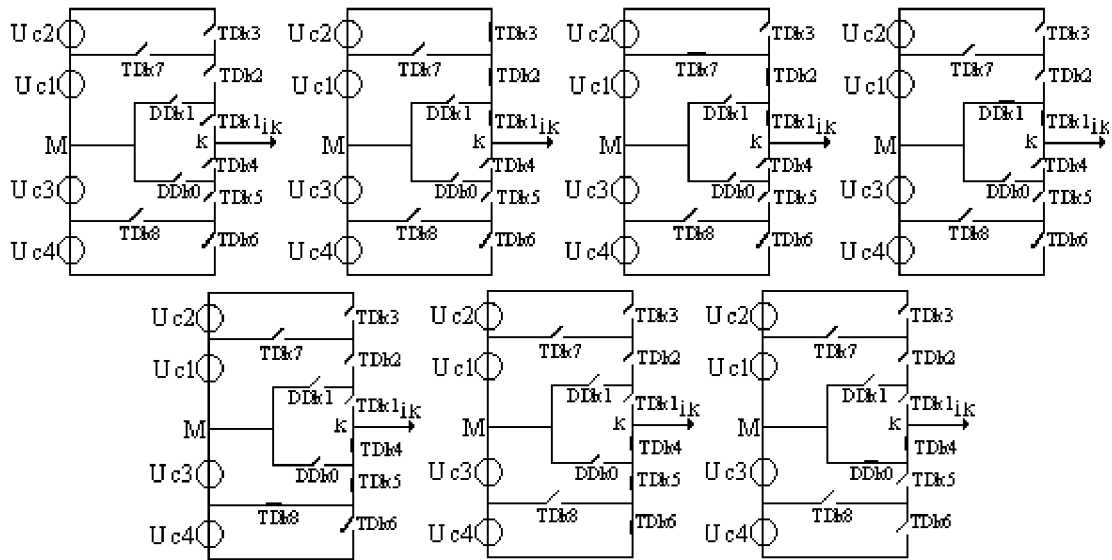 Uc2 TDk3
TDk7
Uc1 TDk2
DDk1
TDk1 ik
M k
TDk4
Uc3 DDk0 TDk5
TDk8
Uc4 TDk6
Uc2 TDk3
TDk7
Uc1 TDk2
DDk1
TDk1 ik
M k
TDk4
Uc3 DDk0 TDk5
TDk8
Uc4 TDk6
Uc2 TDk3
TDk7
Uc1 TDk2
DDk1
TDk1 ik
M k
TDk4
Uc3 DDk0 TDk5
TDk8
Uc4 TDk6
Uc2 TDk3
TDk7
Uc1 TDk2
DDk1
TDk1 ik
M k
TDk4
Uc3 DDk0 TDk5
TDk8
Uc4 TDk6
Uc2 TDk3
TDk7
Uc1 TDk2
DDk1
TDk1 ik
M k
TDk4
Uc3 DDk0 TDk5
TDk8
Uc4 TDk6
Uc2 TDk3
TDk7
Uc1 TDk2
DDk1
TDk1 ik
M k
TDk4
Uc3 DDk0 TDk5
TDk8
Uc4 TDk6
Uc2 TDk3
TDk7
Uc1 TDk2
DDk1
TDk1 ik
M k
TDk4
Uc3 DDk0 TDk5
TDk8
Uc4 TDk6